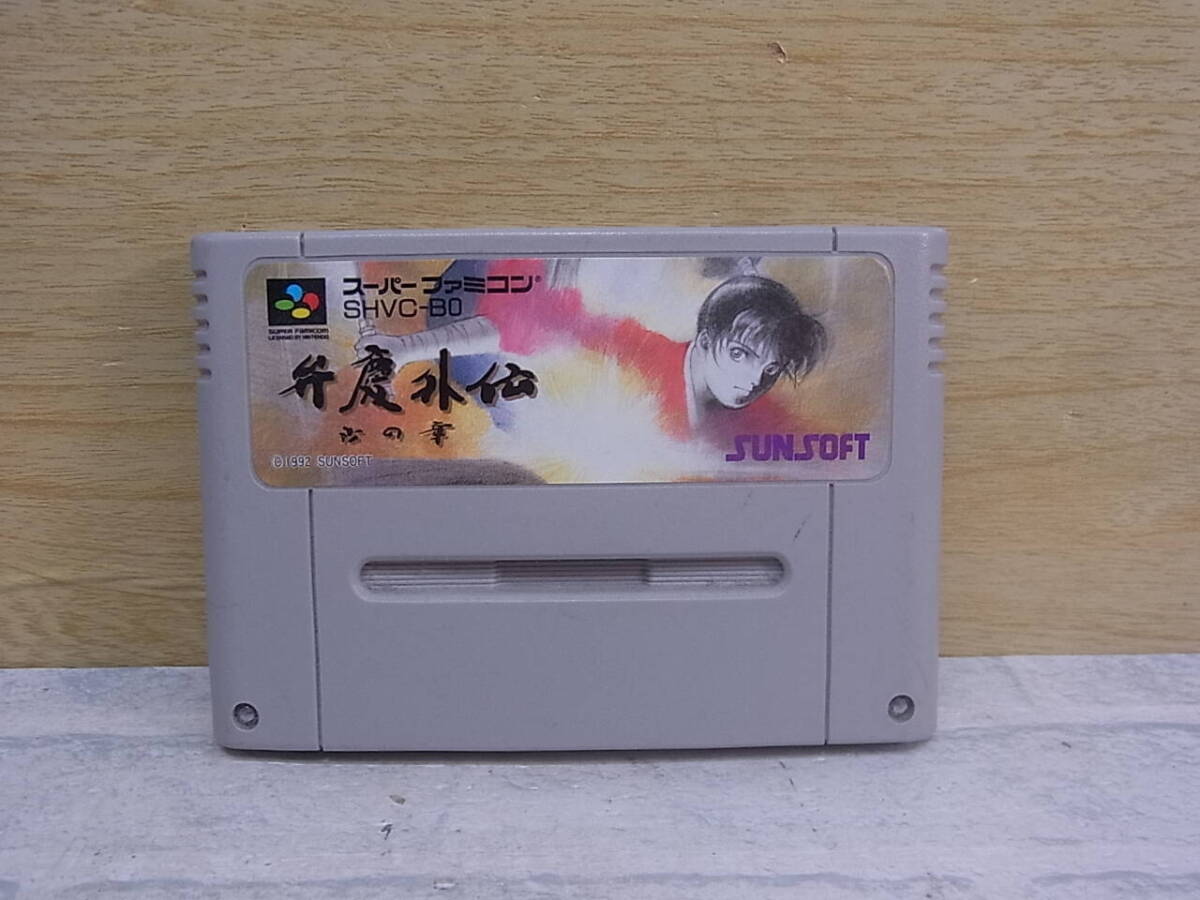 スーパーファミコン®
SHVC-BO
SUPER FAMICOM
LICENSED BY NINTENDO
弁慶外伝
沙の章
©1992 SUNSOFT
SUNSOFT